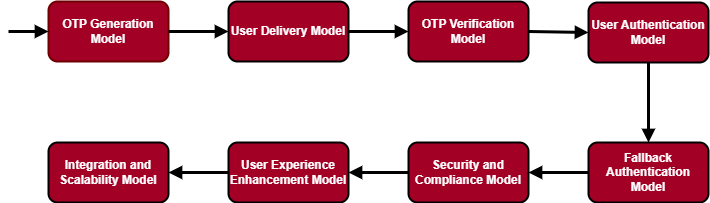 OTP Generation
Model
User Delivery Model
OTP Verification
Model
User Authentication
Model
Fallback
Authentication
Model
Security and
Compliance Model
User Experience
Enhancement Model
Integration and
Scalability Model